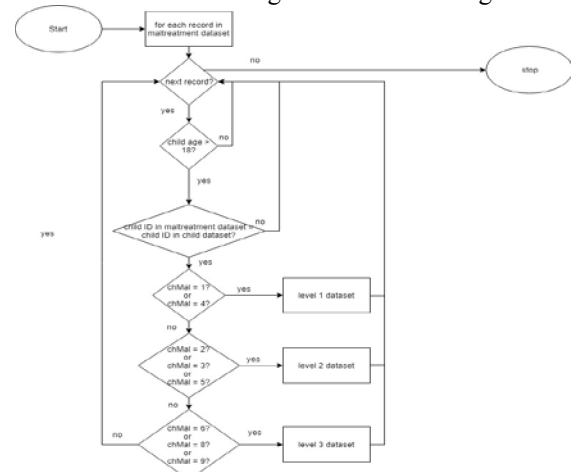 Start
for each record in
maltreatment dataset
no
next record?
stop
yes
no
child age >
18?
yes
child ID in maltreatment dataset =
child ID in child dataset?
no
yes
yes
chMal = 1?
or
chMal = 4?
yes
level 1 dataset
no
chMal = 2?
or
chMal = 3?
or
chMal = 5?
yes
level 2 dataset
no
chMal = 6?
or
chMal = 8?
or
chMal = 9?
no
yes
level 3 dataset